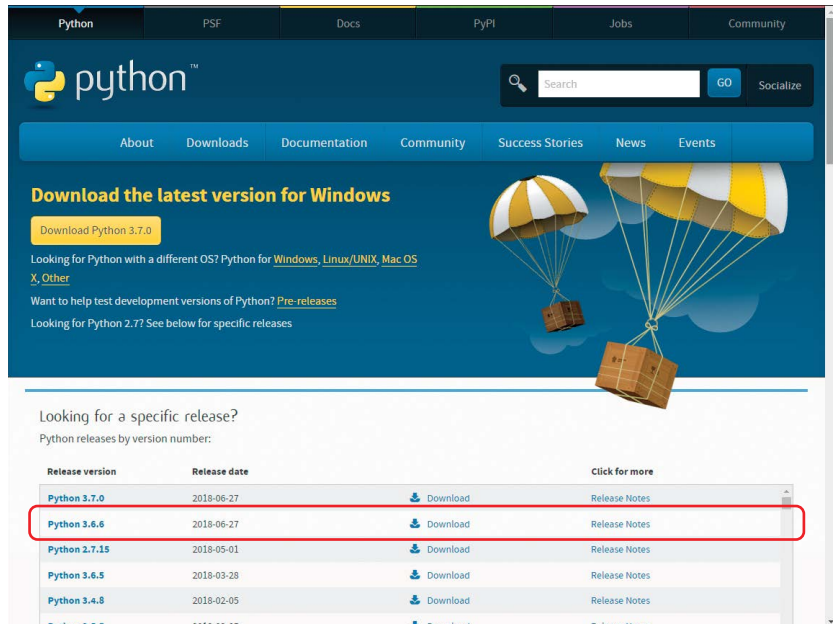 Python PSF Docs PyPI Jobs Community
python™
Search GO Socialize
About Downloads Documentation Community Success Stories News Events
Download the latest version for Windows
Download Python 3.7.0
Looking for Python with a different OS? Python for Windows, Linux/UNIX, Mac OS
X, Other
Want to help test development versions of Python? Pre-releases
Looking for Python 2.7? See below for specific releases
Looking for a specific release?
Python releases by version number:
Release version Release date Click for more
Python 3.7.0 2018-06-27 Download Release Notes
Python 3.6.6 2018-06-27 Download Release Notes
Python 2.7.15 2018-05-01 Download Release Notes
Python 3.6.5 2018-03-28 Download Release Notes
Python 3.4.8 2018-02-05 Download Release Notes